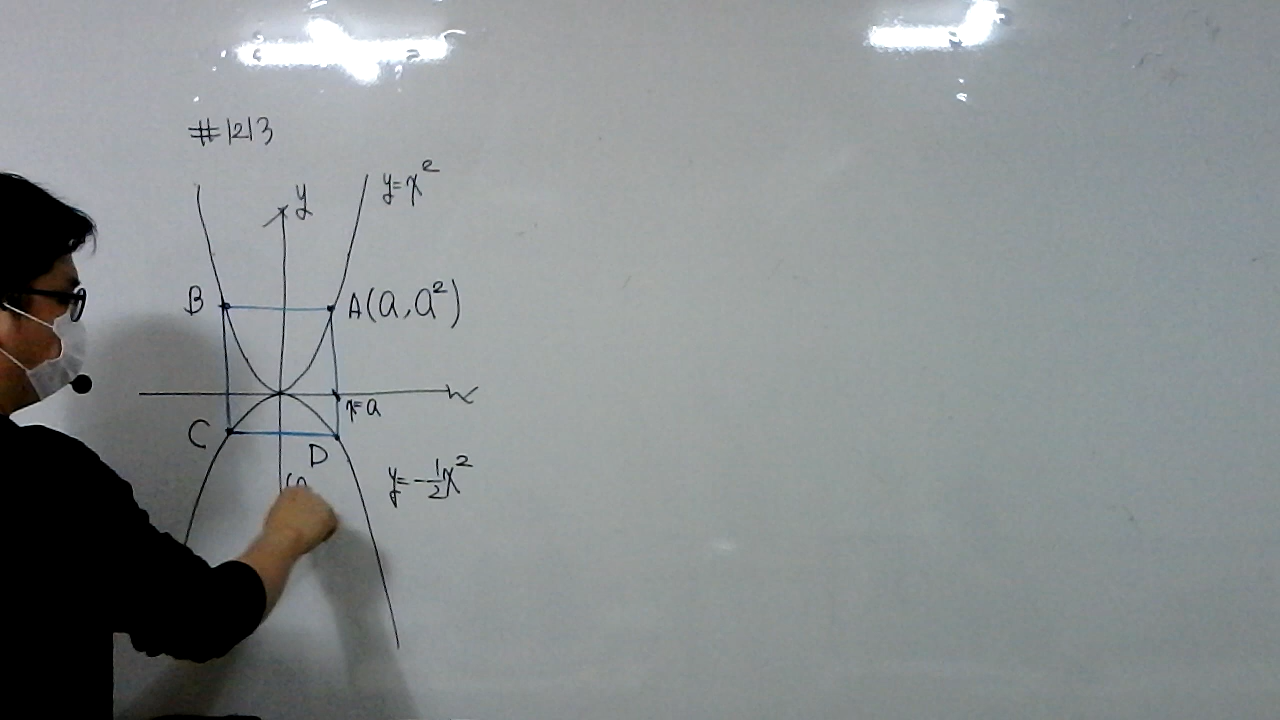 #1213
y
y=x²
B
A(a, a²)
x
x=a
C
D
(a
y=-1/2x²